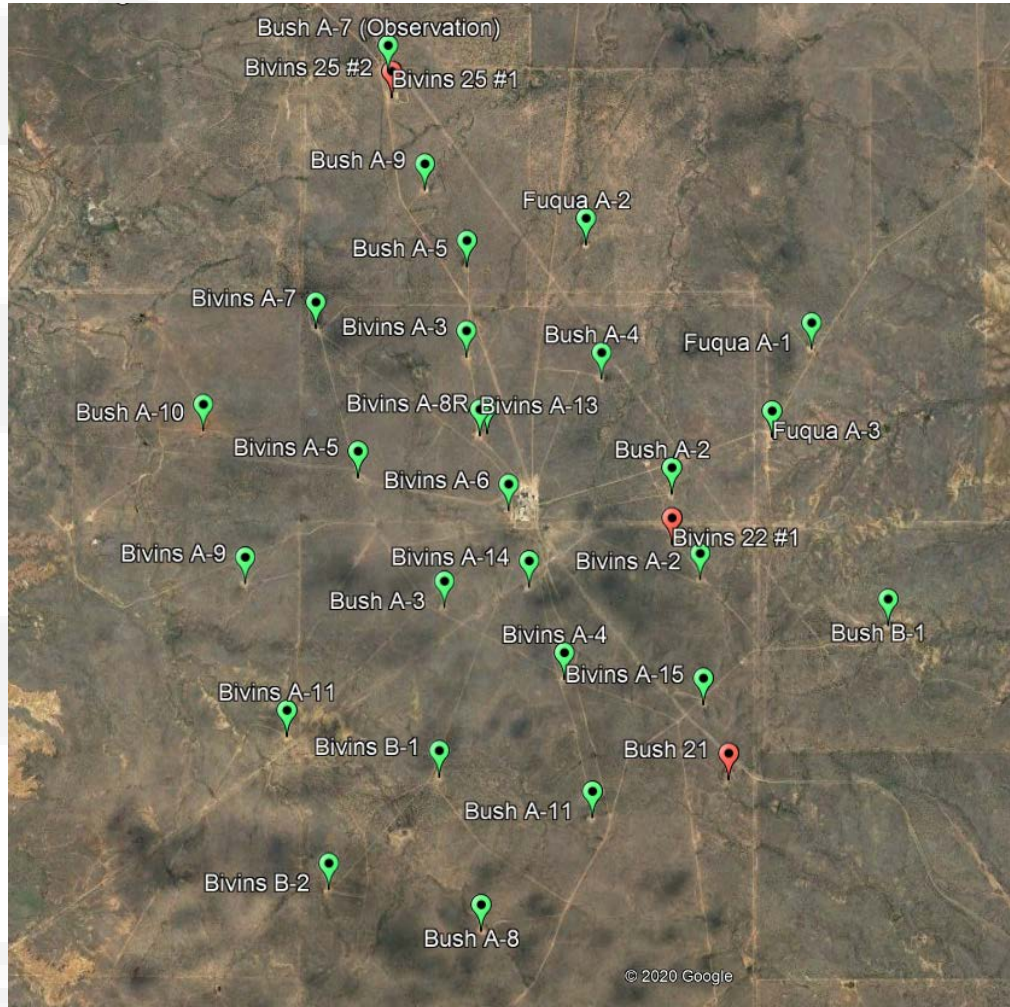 Bush A-7 (Observation)
Bivins 25 #2
Bivins 25 #1
Bush A-9
Fuqua A-2
Bush A-5
Bivins A-7
Bivins A-3
Bush A-4
Fuqua A-1
Bush A-10
Bivins A-8R
Bivins A-13
Fuqua A-3
Bivins A-5
Bush A-2
Bivins A-6
Bivins 22 #1
Bivins A-9
Bivins A-14
Bivins A-2
Bush A-3
Bush B-1
Bivins A-4
Bivins A-15
Bivins A-11
Bivins B-1
Bush 21
Bush A-11
Bivins B-2
Bush A-8
© 2020 Google